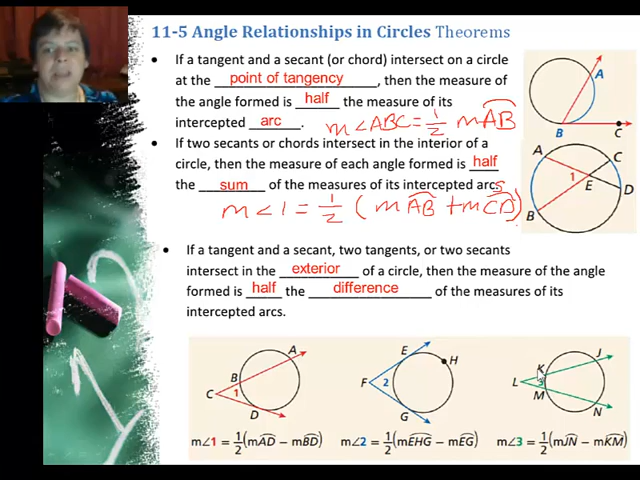 11-5 Angle Relationships in Circles Theorems
• If a tangent and a secant (or chord) intersect on a circle
at the point of tangency, then the measure of
the angle formed is half the measure of its
intercepted arc.
m∠ABC = 1/2 mAB
• If two secants or chords intersect in the interior of a
circle, then the measure of each angle formed is half
the sum of the measures of its intercepted arcs
m∠1 = 1/2 (mAB + mCD)
A
B
C
A
B
C
D
E
1
• If a tangent and a secant, two tangents, or two secants
intersect in the exterior of a circle, then the measure of the angle
formed is half the difference of the measures of its
intercepted arcs.
A
B
C
1
D
E
F
2
H
G
J
K
L
3
M
N
m∠1 = 1/2(mAD − mBD)
m∠2 = 1/2(mEHG − mEG)
m∠3 = 1/2(mJN − mKM)